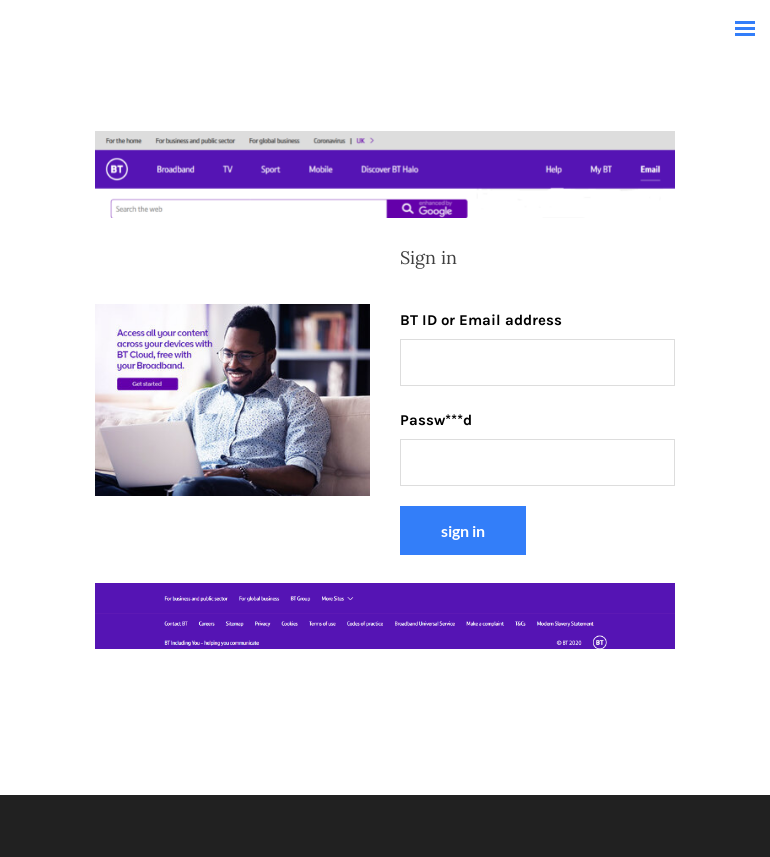 For the home For business and public sector For global business Coronavirus | UK >
BT Broadband TV Sport Mobile Discover BT Halo Help My BT Email
Search the web enhanced by Google
Sign in
Access all your content
across your devices with
BT Cloud, free with
your Broadband.
Get started
BT ID or Email address
Passw***d
sign in
For business and public sector For global business BT Group More Sites
Contact BT Careers Sitemap Privacy Cookies Terms of use Codes of practice Broadband Universal Service Make a complaint T&Cs Modern Slavery Statement
BT Including You - helping you communicate © BT 2020 BT